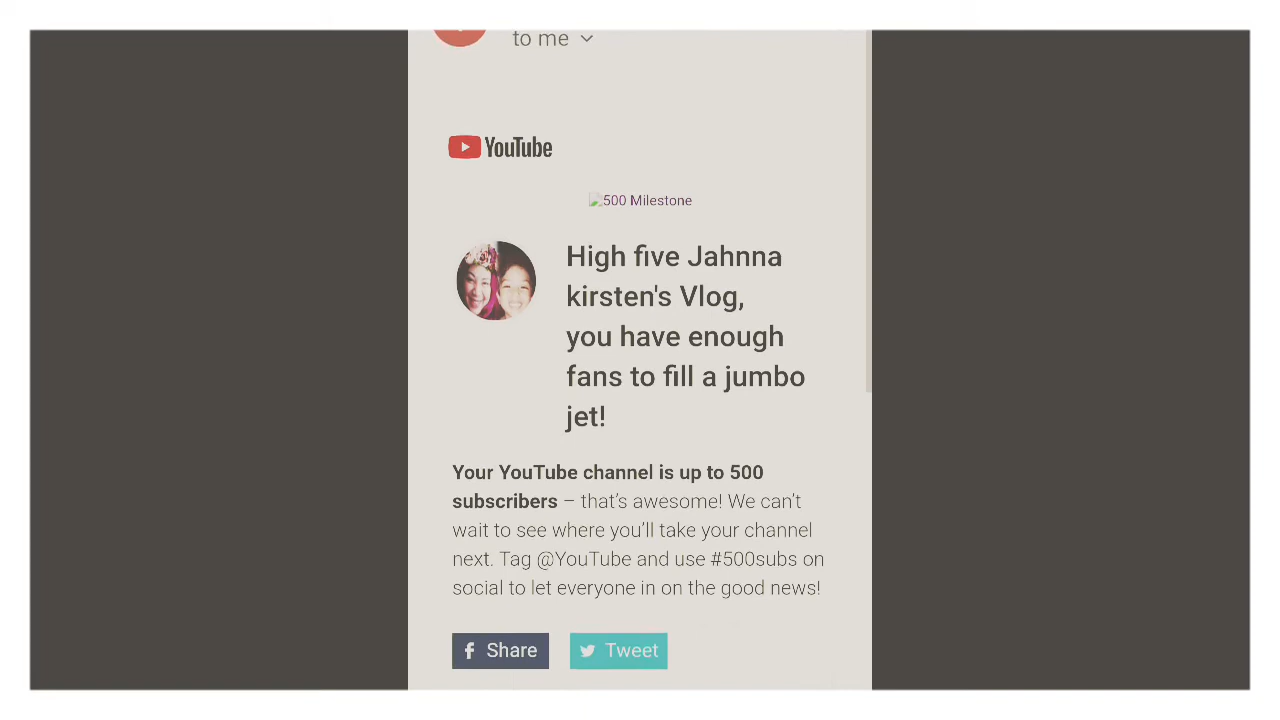 to me
YouTube
500 Milestone
High five Jahnna
kirsten's Vlog,
you have enough
fans to fill a jumbo
jet!
Your YouTube channel is up to 500
subscribers – that’s awesome! We can’t
wait to see where you’ll take your channel
next. Tag @YouTube and use #500subs on
social to let everyone in on the good news!
Share
Tweet